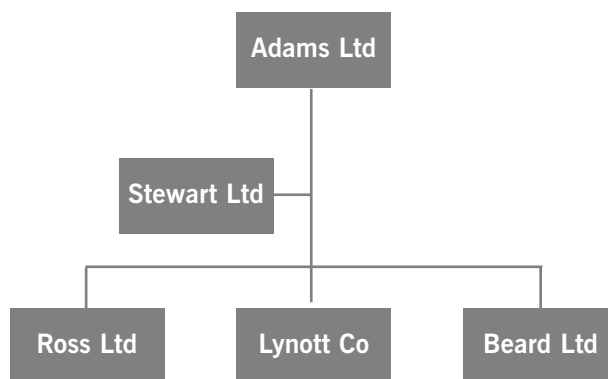 Adams Ltd
Stewart Ltd
Ross Ltd
Lynott Co
Beard Ltd